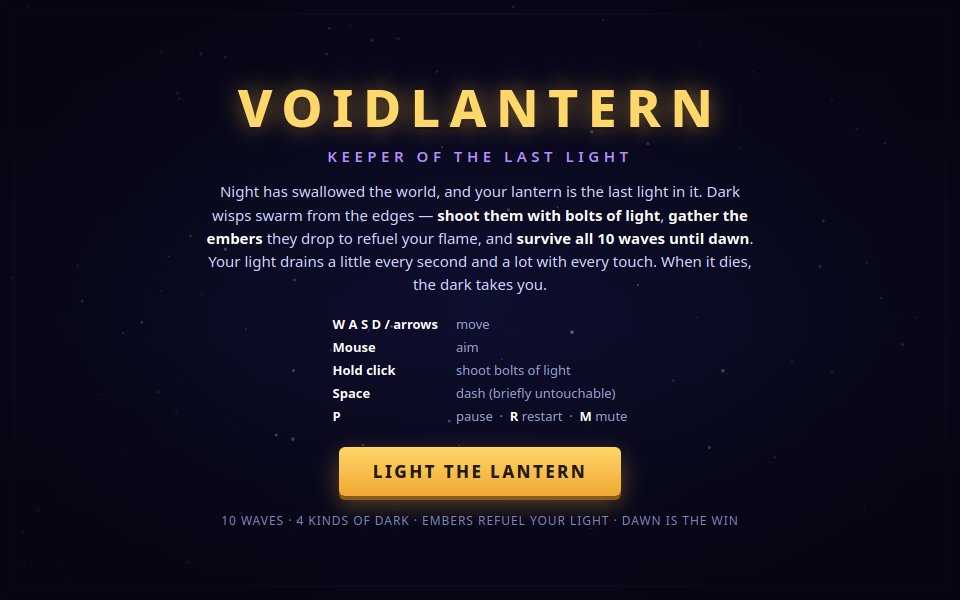 VOIDLANTERN
KEEPER OF THE LAST LIGHT
Night has swallowed the world, and your lantern is the last light in it. Dark
wisps swarm from the edges — shoot them with bolts of light, gather the
embers they drop to refuel your flame, and survive all 10 waves until dawn.
Your light drains a little every second and a lot with every touch. When it dies,
the dark takes you.
W A S D / arrows move
Mouse aim
Hold click shoot bolts of light
Space dash (briefly untouchable)
P pause · R restart · M mute
LIGHT THE LANTERN
10 WAVES · 4 KINDS OF DARK · EMBERS REFUEL YOUR LIGHT · DAWN IS THE WIN